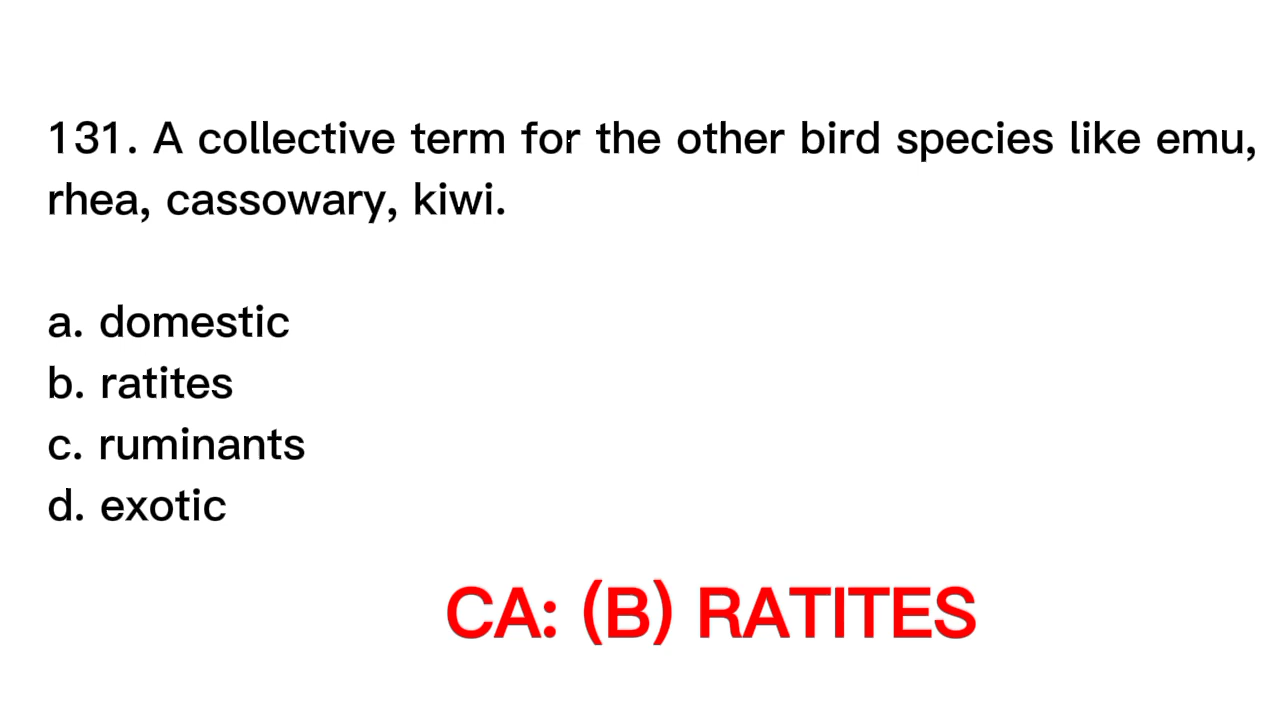 131. A collective term for the other bird species like emu,
rhea, cassowary, kiwi.
a. domestic
b. ratites
c. ruminants
d. exotic
CA: (B) RATITES